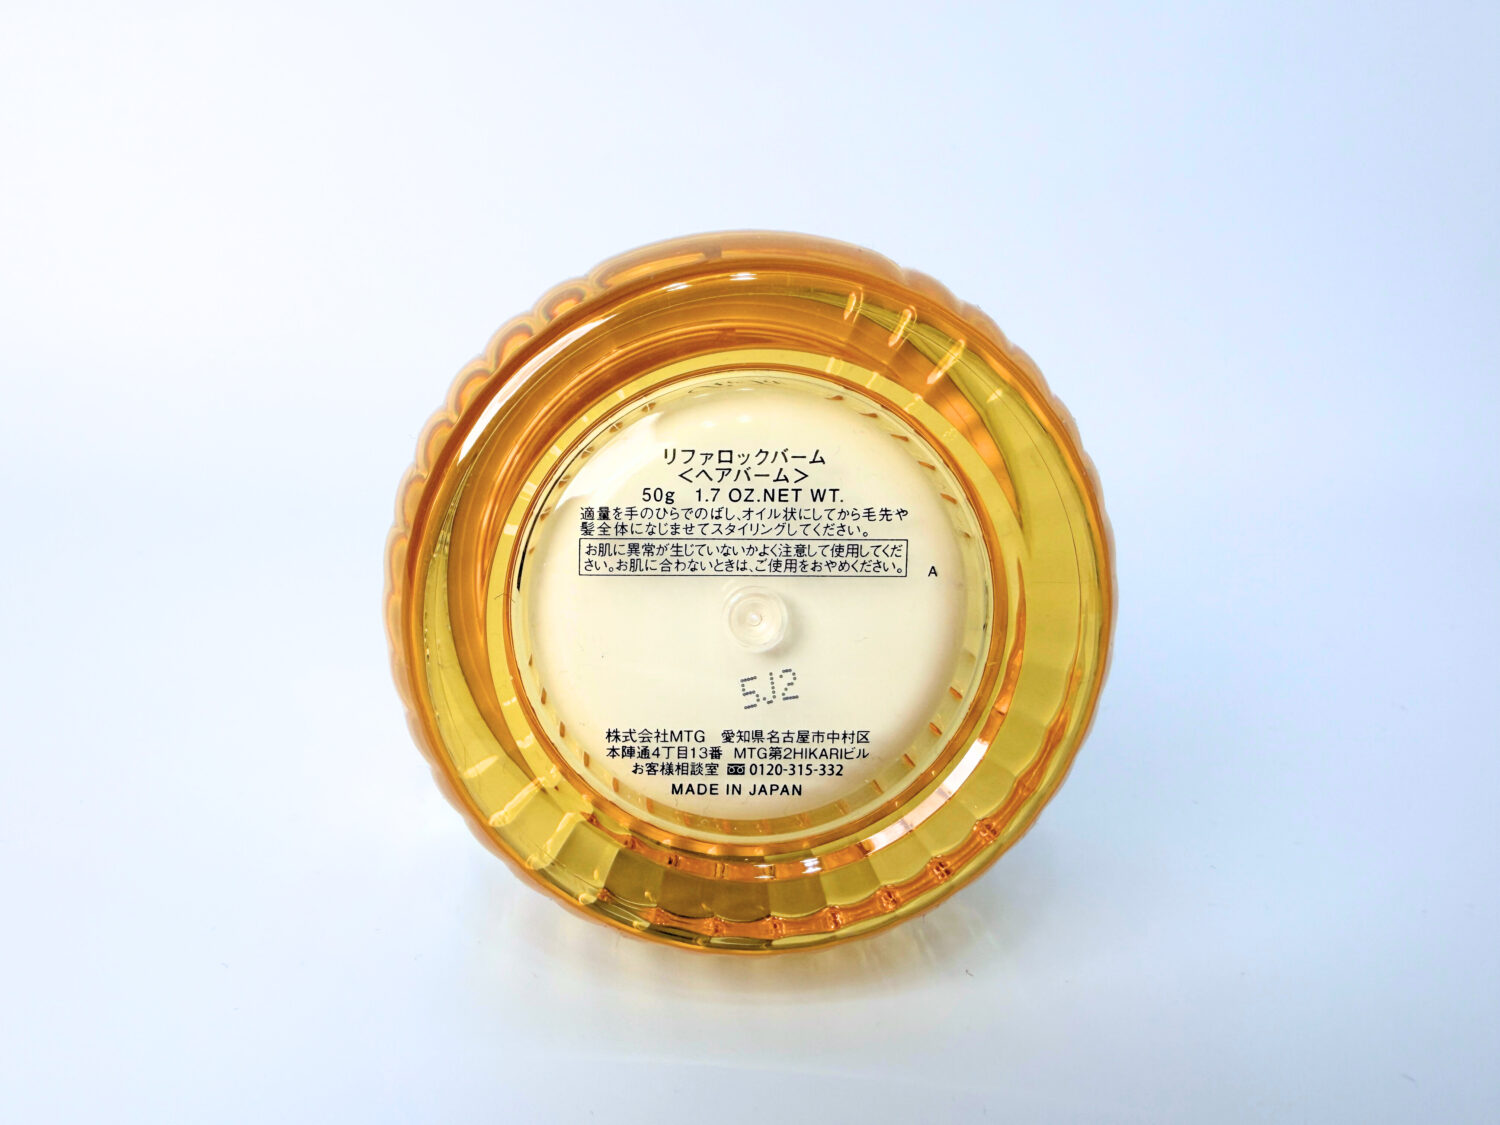 リファロックバーム
＜ヘアバーム＞
50g 1.7 OZ.NET WT.
適量を手のひらでのばし、オイル状にしてから毛先や
髪全体になじませてスタイリングしてください。
お肌に異常が生じていないかよく注意して使用してくだ
さい。お肌に合わないときは、ご使用をおやめください。
A
5J2
株式会社MTG 愛知県名古屋市中村区
本陣通4丁目13番 MTG第2HIKARIビル
お客様相談室 0120-315-332
MADE IN JAPAN